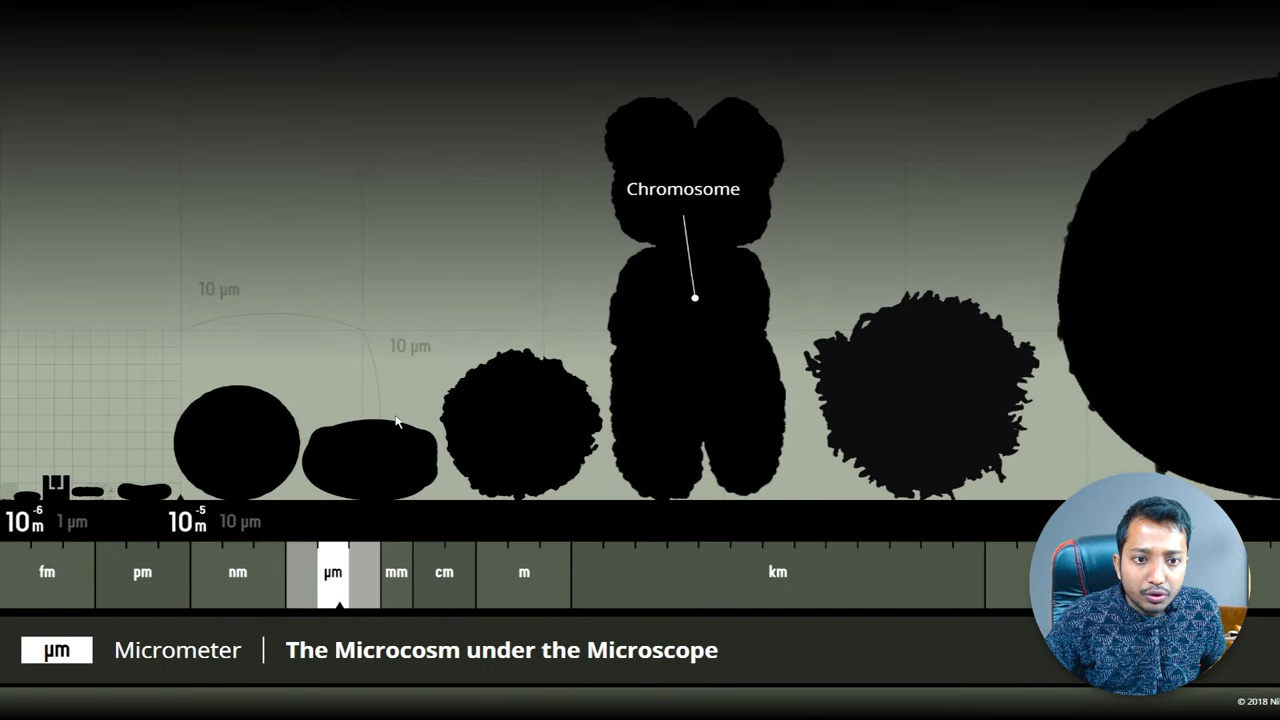 Chromosome
10 µm
10 µm
10-6 m 1 µm 10-5 m 10 µm
fm pm nm µm mm cm m km
µm Micrometer | The Microcosm under the Microscope
© 2018